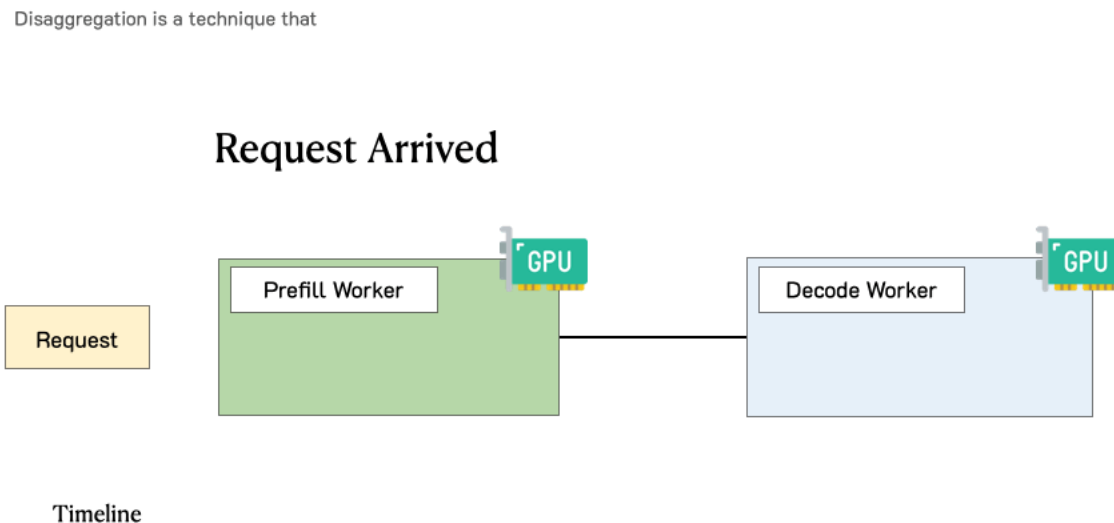 Disaggregation is a technique that
Request Arrived
GPU
GPU
Prefill Worker
Decode Worker
Request
Timeline